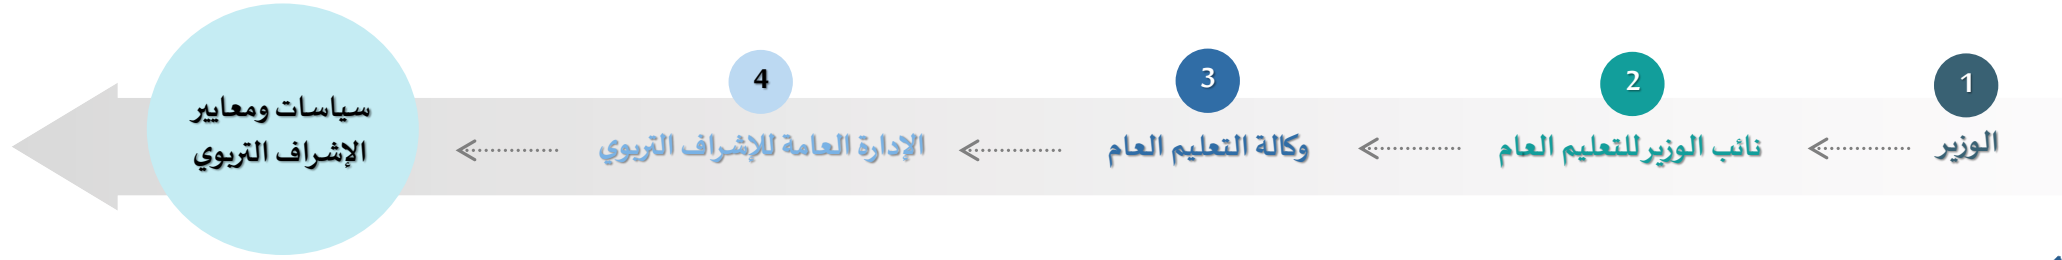 1
الوزير
2
نائب الوزير للتعليم العام
3
وكالة التعليم العام
4
الإدارة العامة للإشراف التربوي
سياسات ومعايير
الإشراف التربوي